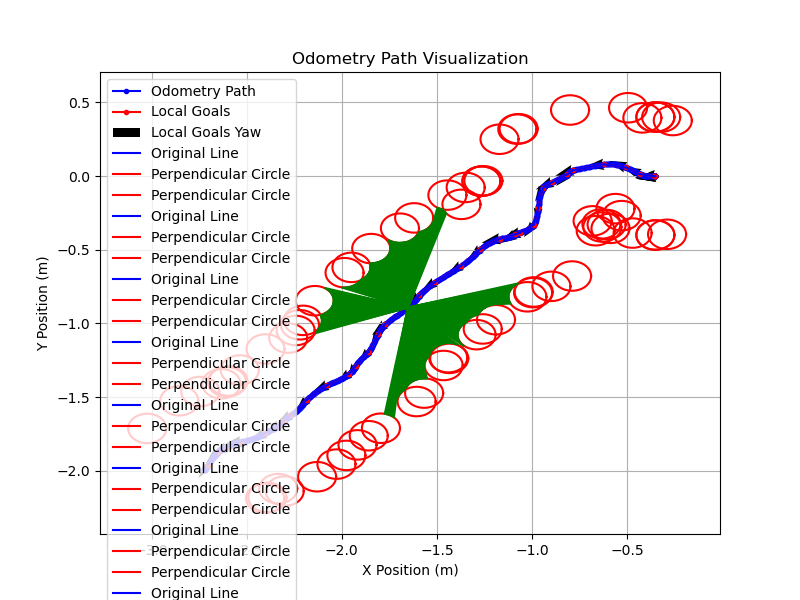 Odometry Path Visualization
Odometry Path
Local Goals
Local Goals Yaw
Original Line
Perpendicular Circle
Perpendicular Circle
Original Line
Perpendicular Circle
Perpendicular Circle
Original Line
Perpendicular Circle
Perpendicular Circle
Original Line
Perpendicular Circle
Perpendicular Circle
Original Line
Perpendicular Circle
Perpendicular Circle
Original Line
Perpendicular Circle
Perpendicular Circle
Original Line
Perpendicular Circle
Perpendicular Circle
Original Line
0.5
0.0
−0.5
−1.0
−1.5
−2.0
Y Position (m)
−2.0 −1.5 −1.0 −0.5
X Position (m)